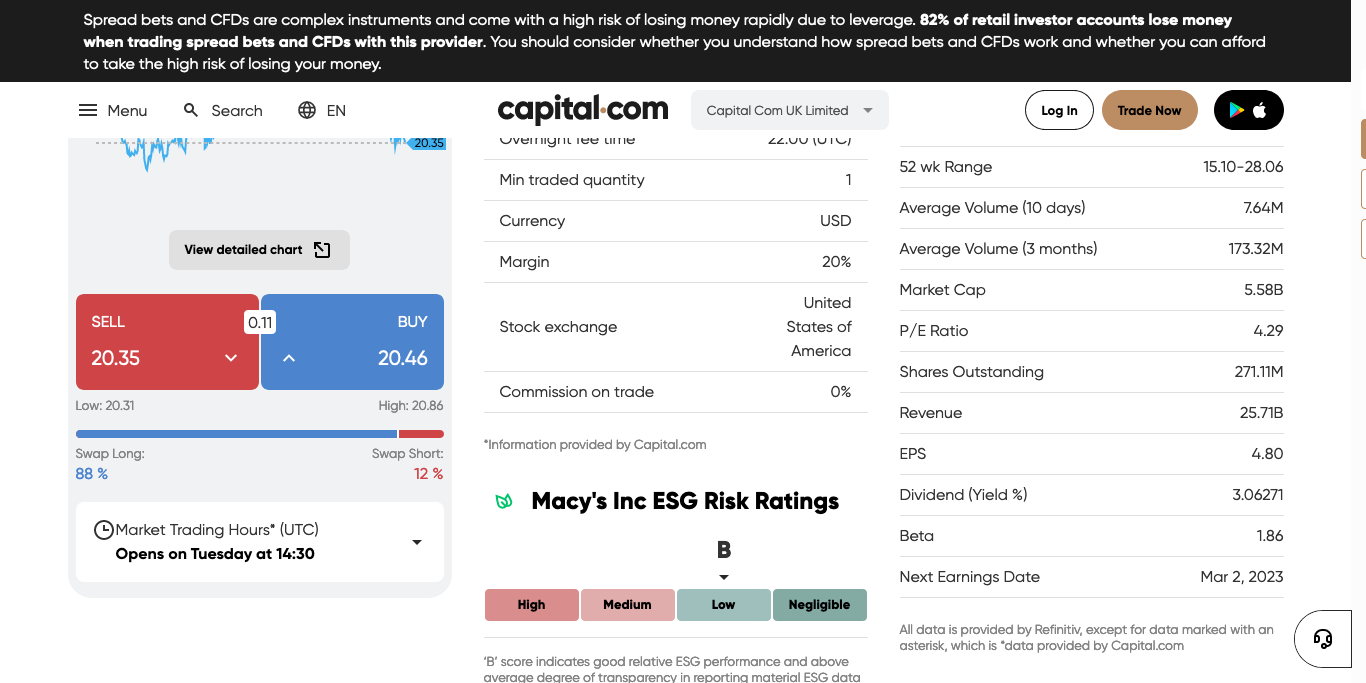 Spread bets and CFDs are complex instruments and come with a high risk of losing money rapidly due to leverage. 82% of retail investor accounts lose money
when trading spread bets and CFDs with this provider. You should consider whether you understand how spread bets and CFDs work and whether you can afford
to take the high risk of losing your money.
Menu
Search
EN
capital.com
Capital Com UK Limited
Log In
Trade Now
20.35
View detailed chart
SELL
20.35
0.11
BUY
20.46
Low: 20.31
High: 20.86
Swap Long:
Swap Short:
88 %
12 %
Market Trading Hours* (UTC)
Opens on Tuesday at 14:30
Overnight fee time 22:00 (UTC)
Min traded quantity 1
Currency USD
Margin 20%
Stock exchange
United
States of
America
Commission on trade 0%
*Information provided by Capital.com
Macy's Inc ESG Risk Ratings
B
High
Medium
Low
Negligible
‘B’ score indicates good relative ESG performance and above
average degree of transparency in reporting material ESG data
52 wk Range 15.10-28.06
Average Volume (10 days) 7.64M
Average Volume (3 months) 173.32M
Market Cap 5.58B
P/E Ratio 4.29
Shares Outstanding 271.11M
Revenue 25.71B
EPS 4.80
Dividend (Yield %) 3.06271
Beta 1.86
Next Earnings Date Mar 2, 2023
All data is provided by Refinitiv, except for data marked with an
asterisk, which is *data provided by Capital.com